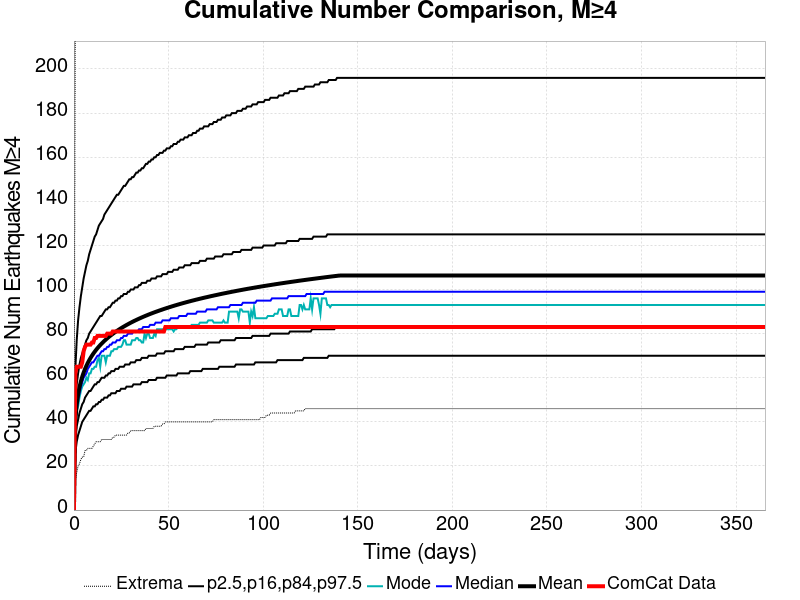 Cumulative Number Comparison, M≥4
Cumulative Num Earthquakes M≥4
200
180
160
140
120
100
80
60
40
20
0
0 50 100 150 200 250 300 350
Time (days)
Extrema p2.5,p16,p84,p97.5 Mode Median Mean ComCat Data